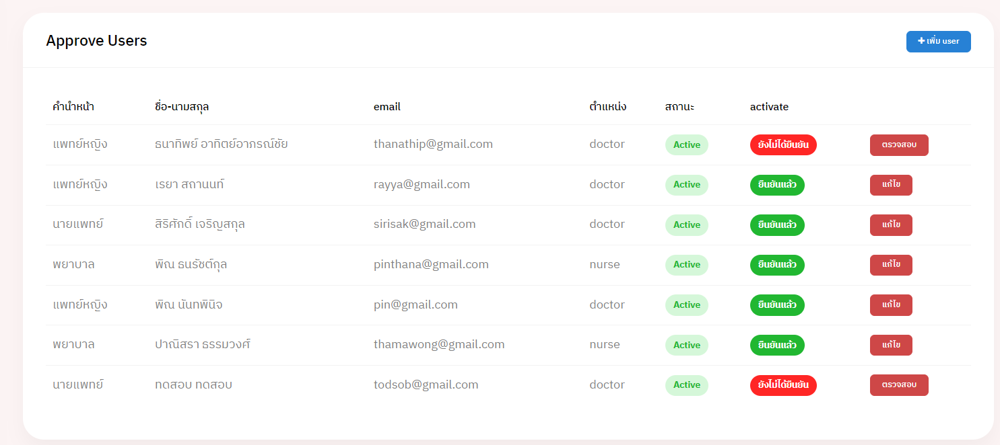 Approve Users
+ เพิ่ม user
คำนำหน้า ชื่อ-นามสกุล email ตำแหน่ง สถานะ activate
แพทย์หญิง ธนาทิพย์ อาทิตย์อาภรณ์ชัย thanathip@gmail.com doctor Active ยังไม่ได้ยืนยัน ตรวจสอบ
แพทย์หญิง เรยา สถานนท์ rayya@gmail.com doctor Active ยืนยันแล้ว แก้ไข
นายแพทย์ สิริศักดิ์ เจริญสกุล sirisak@gmail.com doctor Active ยืนยันแล้ว แก้ไข
พยาบาล พิณ ธนรัชต์กุล pinthana@gmail.com nurse Active ยืนยันแล้ว แก้ไข
แพทย์หญิง พิณ นันทพินิจ pin@gmail.com doctor Active ยืนยันแล้ว แก้ไข
พยาบาล ปาณิสรา ธรรมวงศ์ thamawong@gmail.com nurse Active ยืนยันแล้ว แก้ไข
นายแพทย์ ทดสอบ ทดสอบ todsob@gmail.com doctor Active ยังไม่ได้ยืนยัน ตรวจสอบ